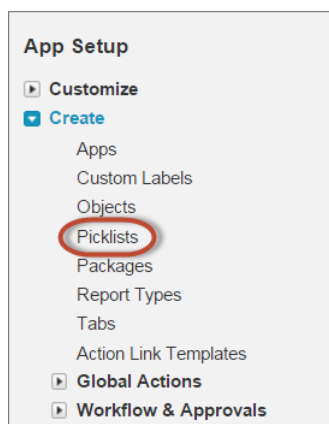 App Setup
Customize
Create
Apps
Custom Labels
Objects
Picklists
Packages
Report Types
Tabs
Action Link Templates
Global Actions
Workflow & Approvals